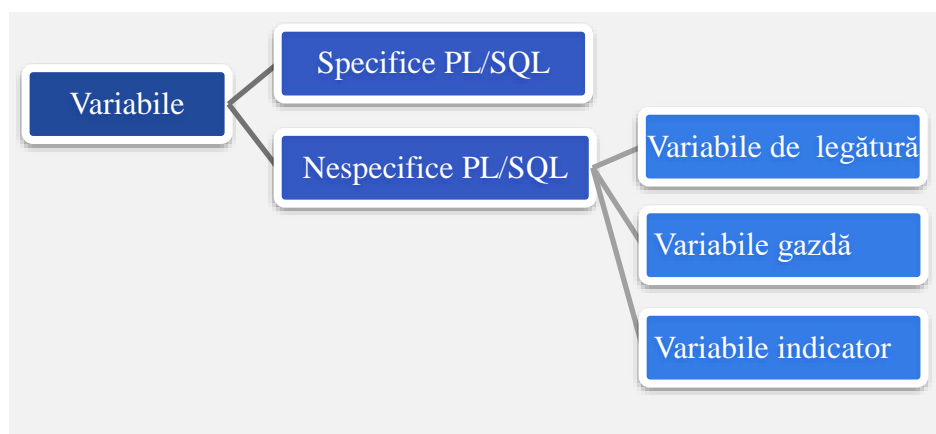 Variabile
Specifice PL/SQL
Nespecifice PL/SQL
Variabile de legătură
Variabile gazdă
Variabile indicator